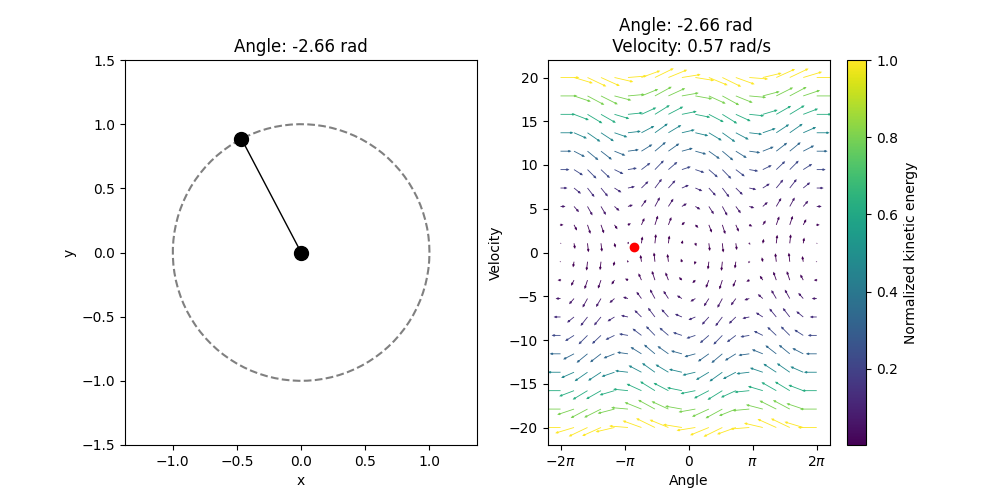 Angle: -2.66 rad
1.5
1.0
0.5
0.0
−0.5
−1.0
−1.5
y
−1.0
−0.5
0.0
0.5
1.0
x
Angle: -2.66 rad
Velocity: 0.57 rad/s
20
15
10
5
0
−5
−10
−15
−20
Velocity
−2π
−π
0
π
2π
Angle
1.0
0.8
0.6
0.4
0.2
Normalized kinetic energy